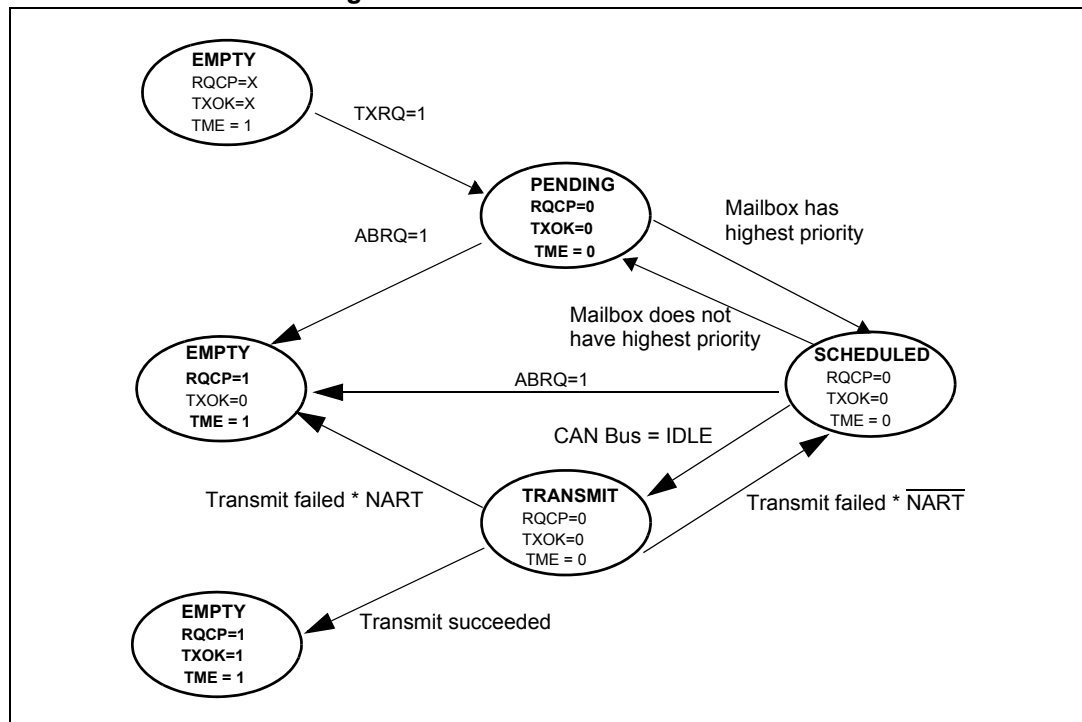 EMPTY
RQCP=X
TXOK=X
TME = 1
TXRQ=1
PENDING
RQCP=0
TXOK=0
TME = 0
Mailbox has
highest priority
ABRQ=1
Mailbox does not
have highest priority
EMPTY
RQCP=1
TXOK=0
TME = 1
ABRQ=1
SCHEDULED
RQCP=0
TXOK=0
TME = 0
CAN Bus = IDLE
Transmit failed * NART
TRANSMIT
RQCP=0
TXOK=0
TME = 0
Transmit failed * N̅A̅R̅T̅
EMPTY
RQCP=1
TXOK=1
TME = 1
Transmit succeeded